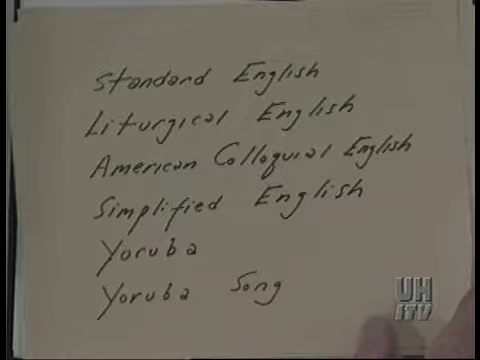 Standard English
Liturgical English
American Colloquial English
Simplified English
Yoruba
Yoruba Song
UH
ITV